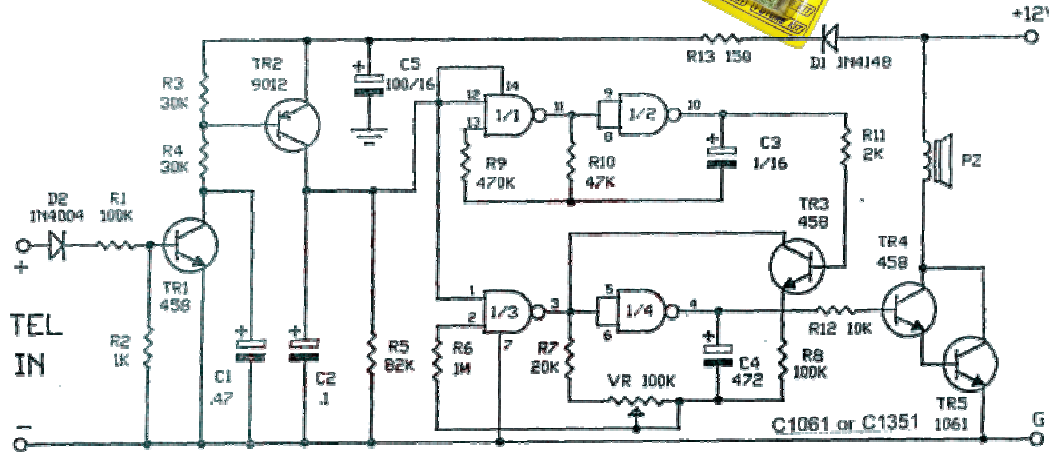 +12V
R13 150
D1 1N4148
TR2
9012
C5
100/16
R3
30K
R4
30K
14
12
13
1/1
11
9
8
1/2
10
R11
2K
C3
1/16
PZ
R9
470K
R10
47K
D2
1N4004
R1
100K
TR3
458
TR4
458
+
TR1
458
TEL
IN
R2
1K
C1
.47
C2
.1
R5
82K
1
2
1/3
3
7
5
6
1/4
4
R12 10K
R6
1M
R7
20K
VR 100K
C4
472
R8
100K
TR5
1061
C1061 or C1351
-
G